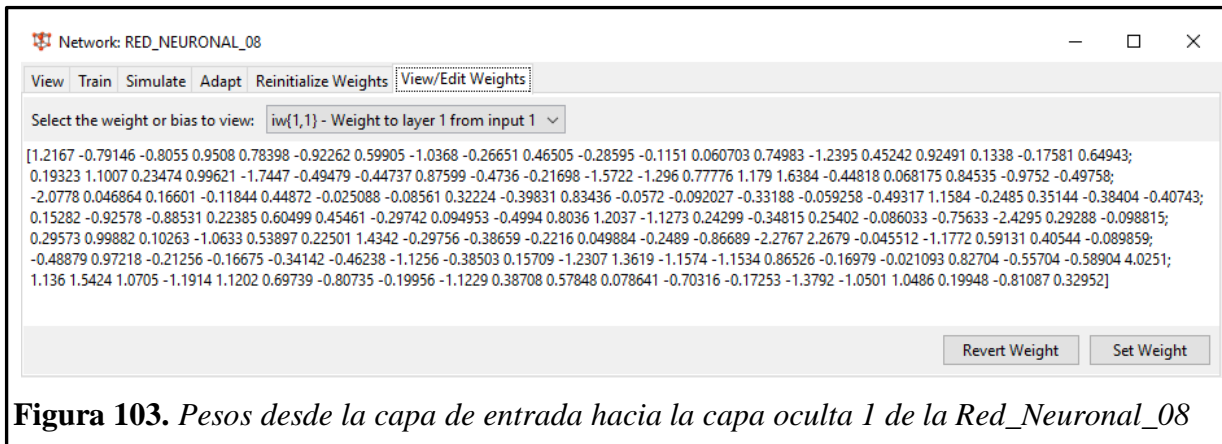 Network: RED_NEURONAL_08
View Train Simulate Adapt Reinitialize Weights View/Edit Weights
Select the weight or bias to view: iw{1,1} - Weight to layer 1 from input 1
[1.2167 -0.79146 -0.8055 0.9508 0.78398 -0.92262 0.59905 -1.0368 -0.26651 0.46505 -0.28595 -0.1151 0.060703 0.74983 -1.2395 0.45242 0.92491 0.1338 -0.17581 0.64943;
0.19323 1.1007 0.23474 0.99621 -1.7447 -0.49479 -0.44737 0.87599 -0.4736 -0.21698 -1.5722 -1.296 0.77776 1.179 1.6384 -0.44818 0.068175 0.84535 -0.9752 -0.49758;
-2.0778 0.046864 0.16601 -0.11844 0.44872 -0.025088 -0.08561 0.32224 -0.39831 0.83436 -0.0572 -0.092027 -0.33188 -0.059258 -0.49317 1.1584 -0.2485 0.35144 -0.38404 -0.40743;
0.15282 -0.92578 -0.88531 0.22385 0.60499 0.45461 -0.29742 0.094953 -0.4994 0.8036 1.2037 -1.1273 0.24299 -0.34815 0.25402 -0.086033 -0.75633 -2.4295 0.29288 -0.098815;
0.29573 0.99882 0.10263 -1.0633 0.53897 0.22501 1.4342 -0.29756 -0.38659 -0.2216 0.049884 -0.2489 -0.86689 -2.2767 2.2679 -0.045512 -1.1772 0.59131 0.40544 -0.089859;
-0.48879 0.97218 -0.21256 -0.16675 -0.34142 -0.46238 -1.1256 -0.38503 0.15709 -1.2307 1.3619 -1.1574 -1.1534 0.86526 -0.16979 -0.021093 0.82704 -0.55704 -0.58904 4.0251;
1.136 1.5424 1.0705 -1.1914 1.1202 0.69739 -0.80735 -0.19956 -1.1229 0.38708 0.57848 0.078641 -0.70316 -0.17253 -1.3792 -1.0501 1.0486 0.19948 -0.81087 0.32952]
Revert Weight Set Weight
Figura 103. Pesos desde la capa de entrada hacia la capa oculta 1 de la Red_Neuronal_08